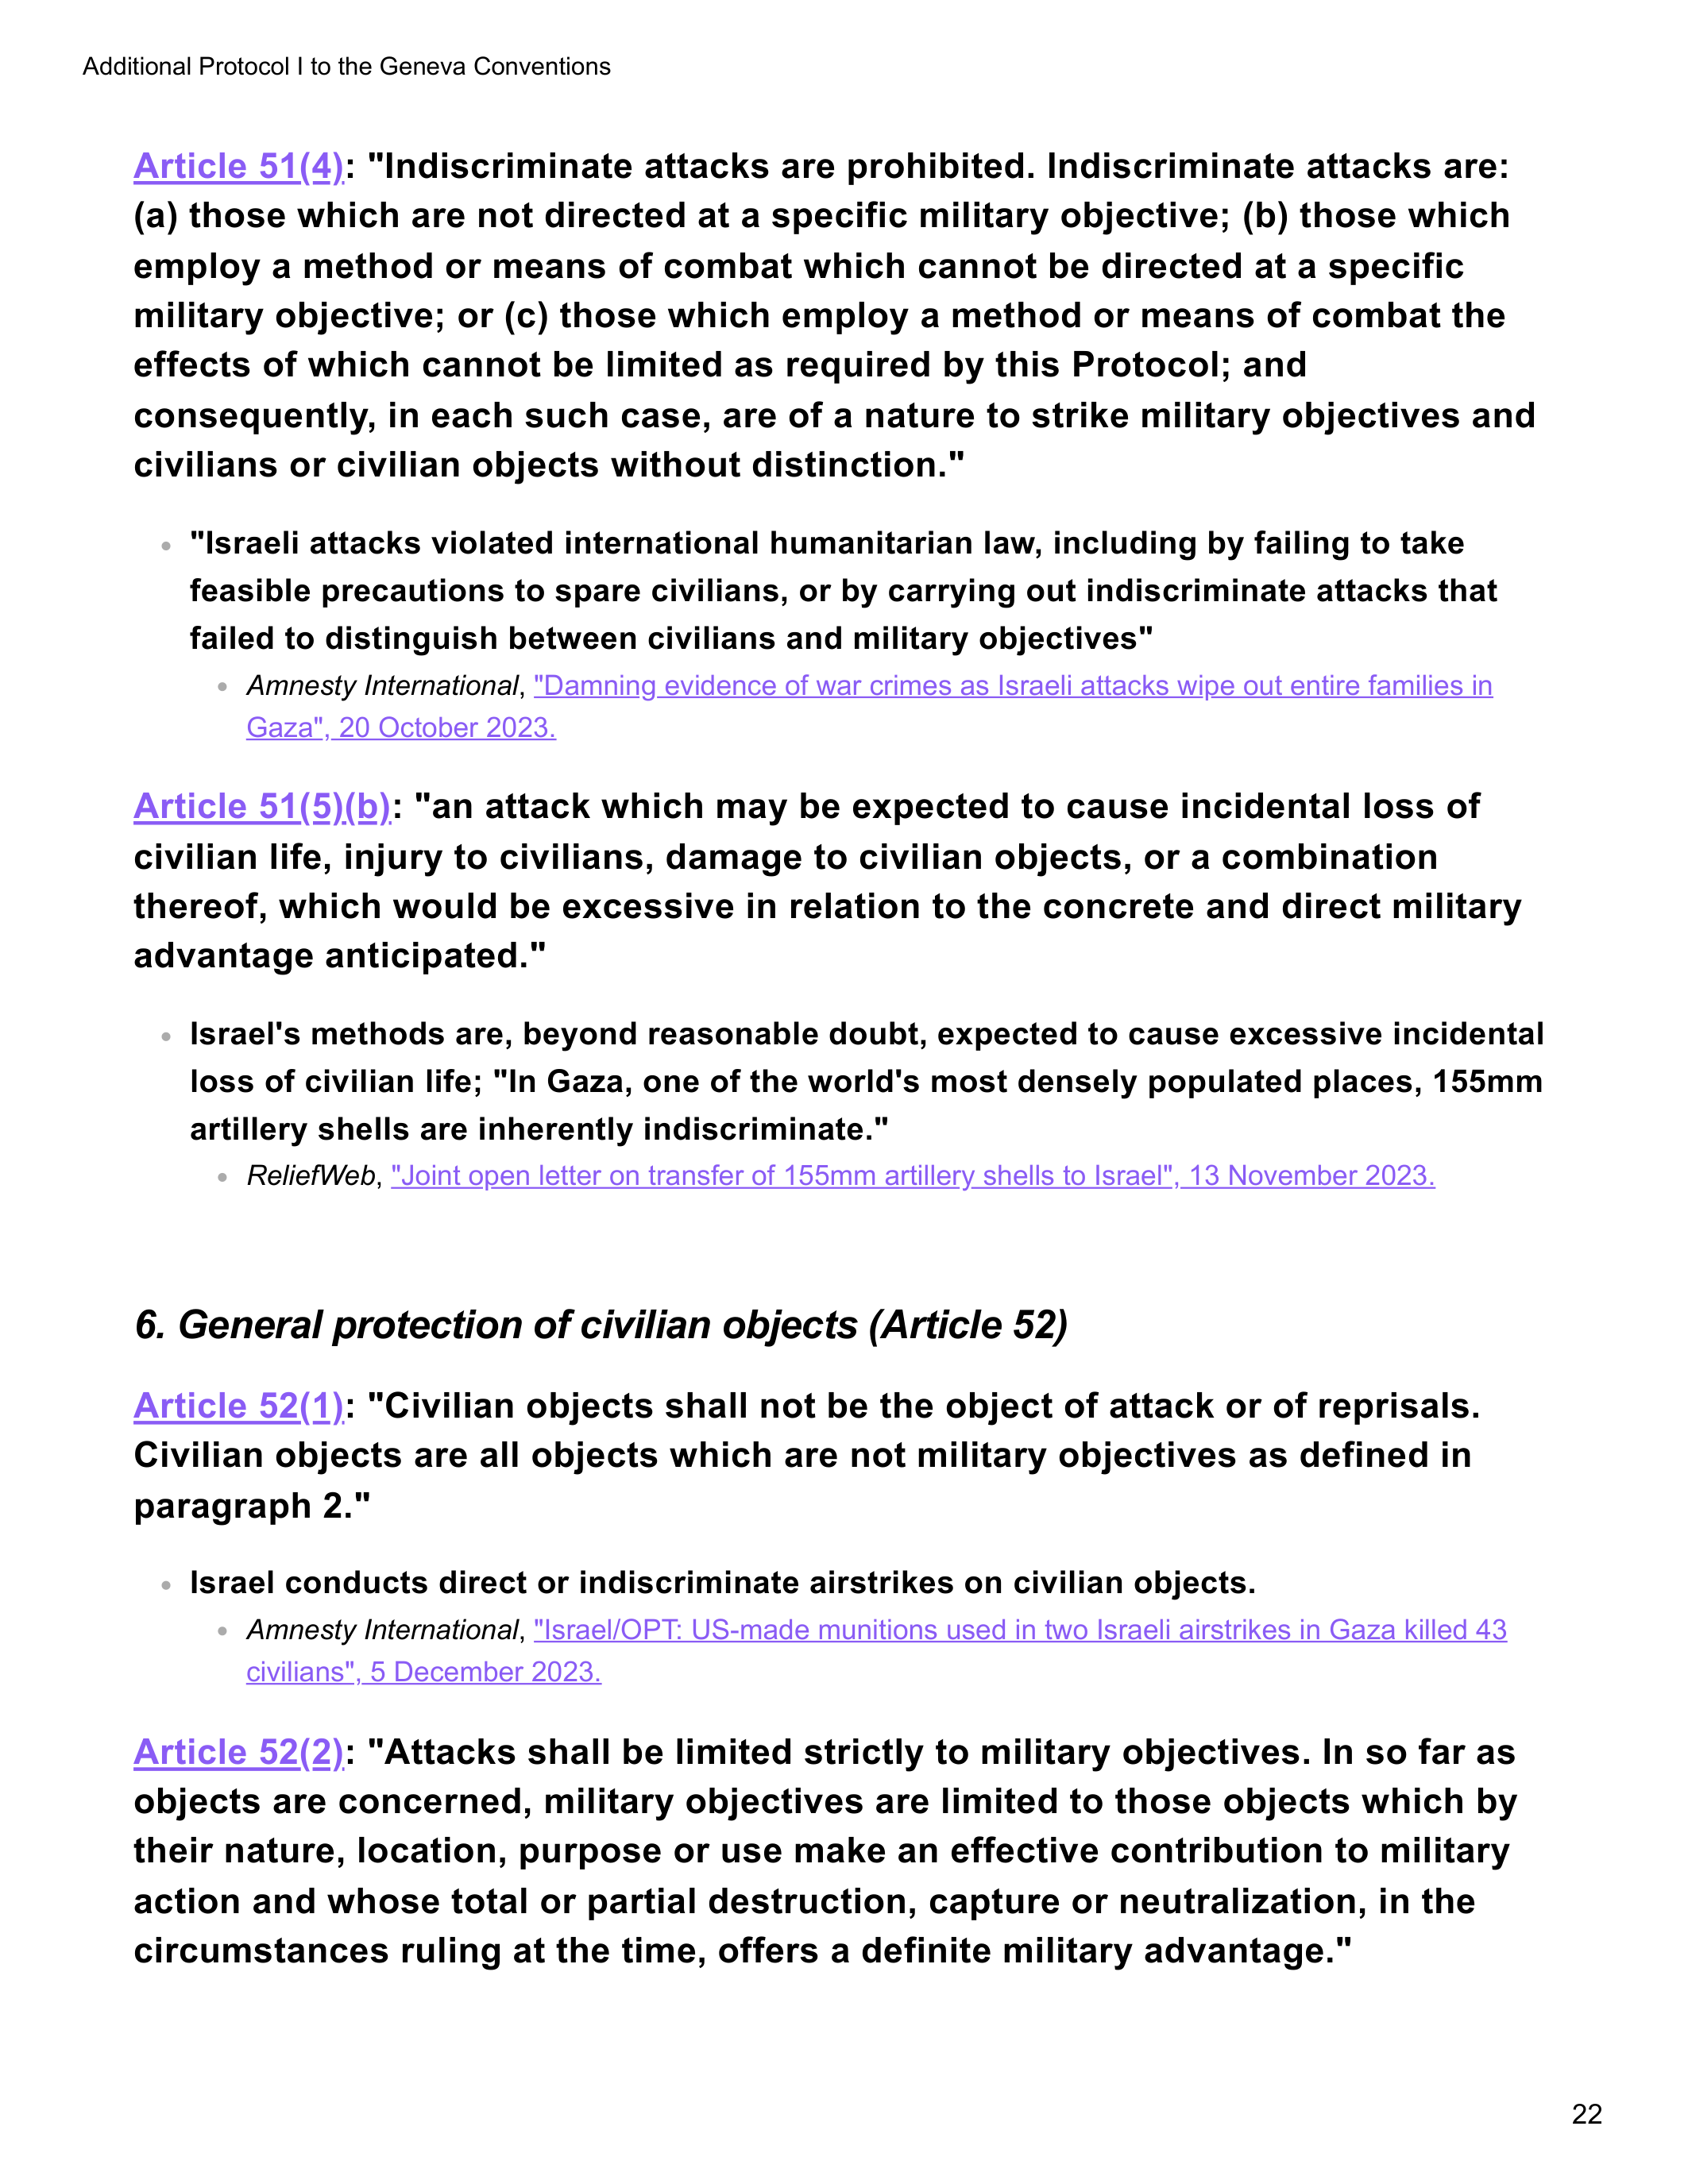 Additional Protocol I to the Geneva Conventions
Article 51(4): "Indiscriminate attacks are prohibited. Indiscriminate attacks are:
(a) those which are not directed at a specific military objective; (b) those which
employ a method or means of combat which cannot be directed at a specific
military objective; or (c) those which employ a method or means of combat the
effects of which cannot be limited as required by this Protocol; and
consequently, in each such case, are of a nature to strike military objectives and
civilians or civilian objects without distinction."
• "Israeli attacks violated international humanitarian law, including by failing to take
feasible precautions to spare civilians, or by carrying out indiscriminate attacks that
failed to distinguish between civilians and military objectives"
• Amnesty International, "Damning evidence of war crimes as Israeli attacks wipe out entire families in
Gaza", 20 October 2023.
Article 51(5)(b): "an attack which may be expected to cause incidental loss of
civilian life, injury to civilians, damage to civilian objects, or a combination
thereof, which would be excessive in relation to the concrete and direct military
advantage anticipated."
• Israel's methods are, beyond reasonable doubt, expected to cause excessive incidental
loss of civilian life; "In Gaza, one of the world's most densely populated places, 155mm
artillery shells are inherently indiscriminate."
• ReliefWeb, "Joint open letter on transfer of 155mm artillery shells to Israel", 13 November 2023.
6. General protection of civilian objects (Article 52)
Article 52(1): "Civilian objects shall not be the object of attack or of reprisals.
Civilian objects are all objects which are not military objectives as defined in
paragraph 2."
• Israel conducts direct or indiscriminate airstrikes on civilian objects.
• Amnesty International, "Israel/OPT: US-made munitions used in two Israeli airstrikes in Gaza killed 43
civilians", 5 December 2023.
Article 52(2): "Attacks shall be limited strictly to military objectives. In so far as
objects are concerned, military objectives are limited to those objects which by
their nature, location, purpose or use make an effective contribution to military
action and whose total or partial destruction, capture or neutralization, in the
circumstances ruling at the time, offers a definite military advantage."
22